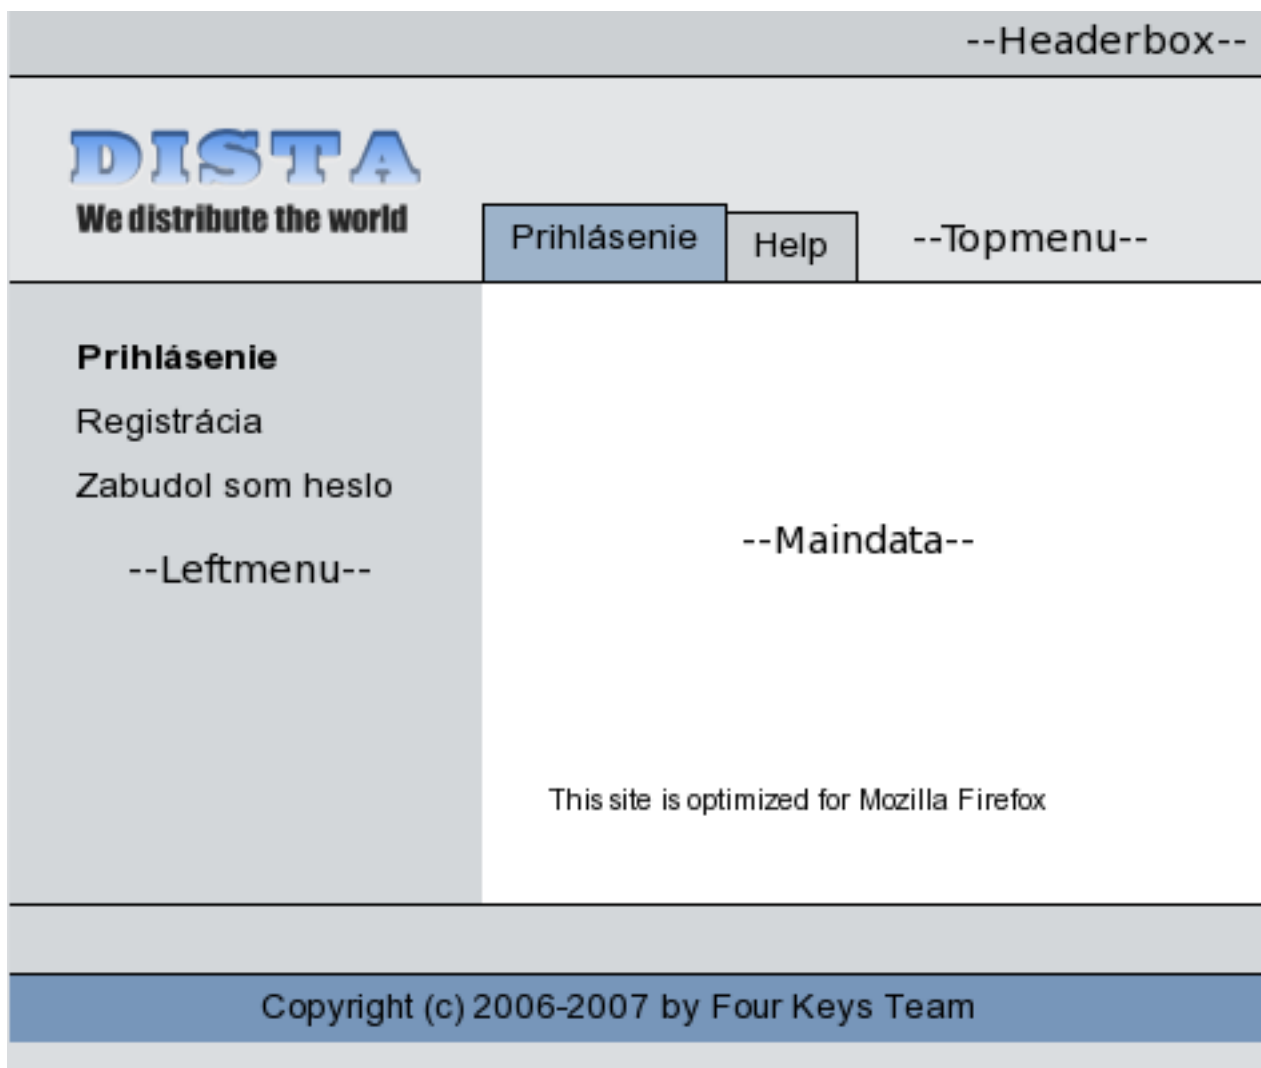 --Headerbox--
DISTA
We distribute the world
Prihlásenie
Help
--Topmenu--
Prihlásenie
Registrácia
Zabudol som heslo
--Leftmenu--
--Maindata--
This site is optimized for Mozilla Firefox
Copyright (c) 2006-2007 by Four Keys Team